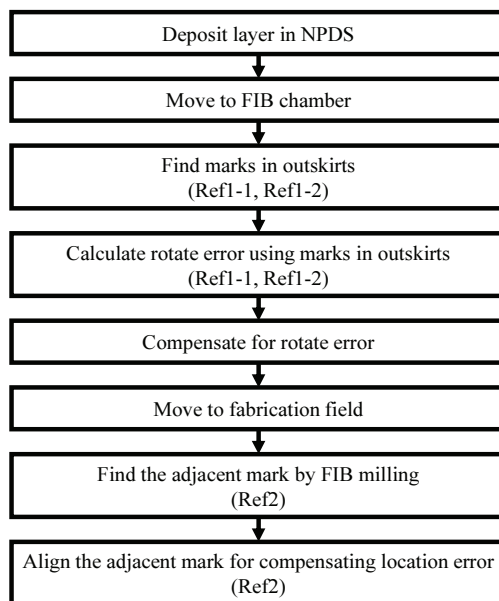 Deposit layer in NPDS
Move to FIB chamber
Find marks in outskirts
(Ref1-1, Ref1-2)
Calculate rotate error using marks in outskirts
(Ref1-1, Ref1-2)
Compensate for rotate error
Move to fabrication field
Find the adjacent mark by FIB milling
(Ref2)
Align the adjacent mark for compensating location error
(Ref2)